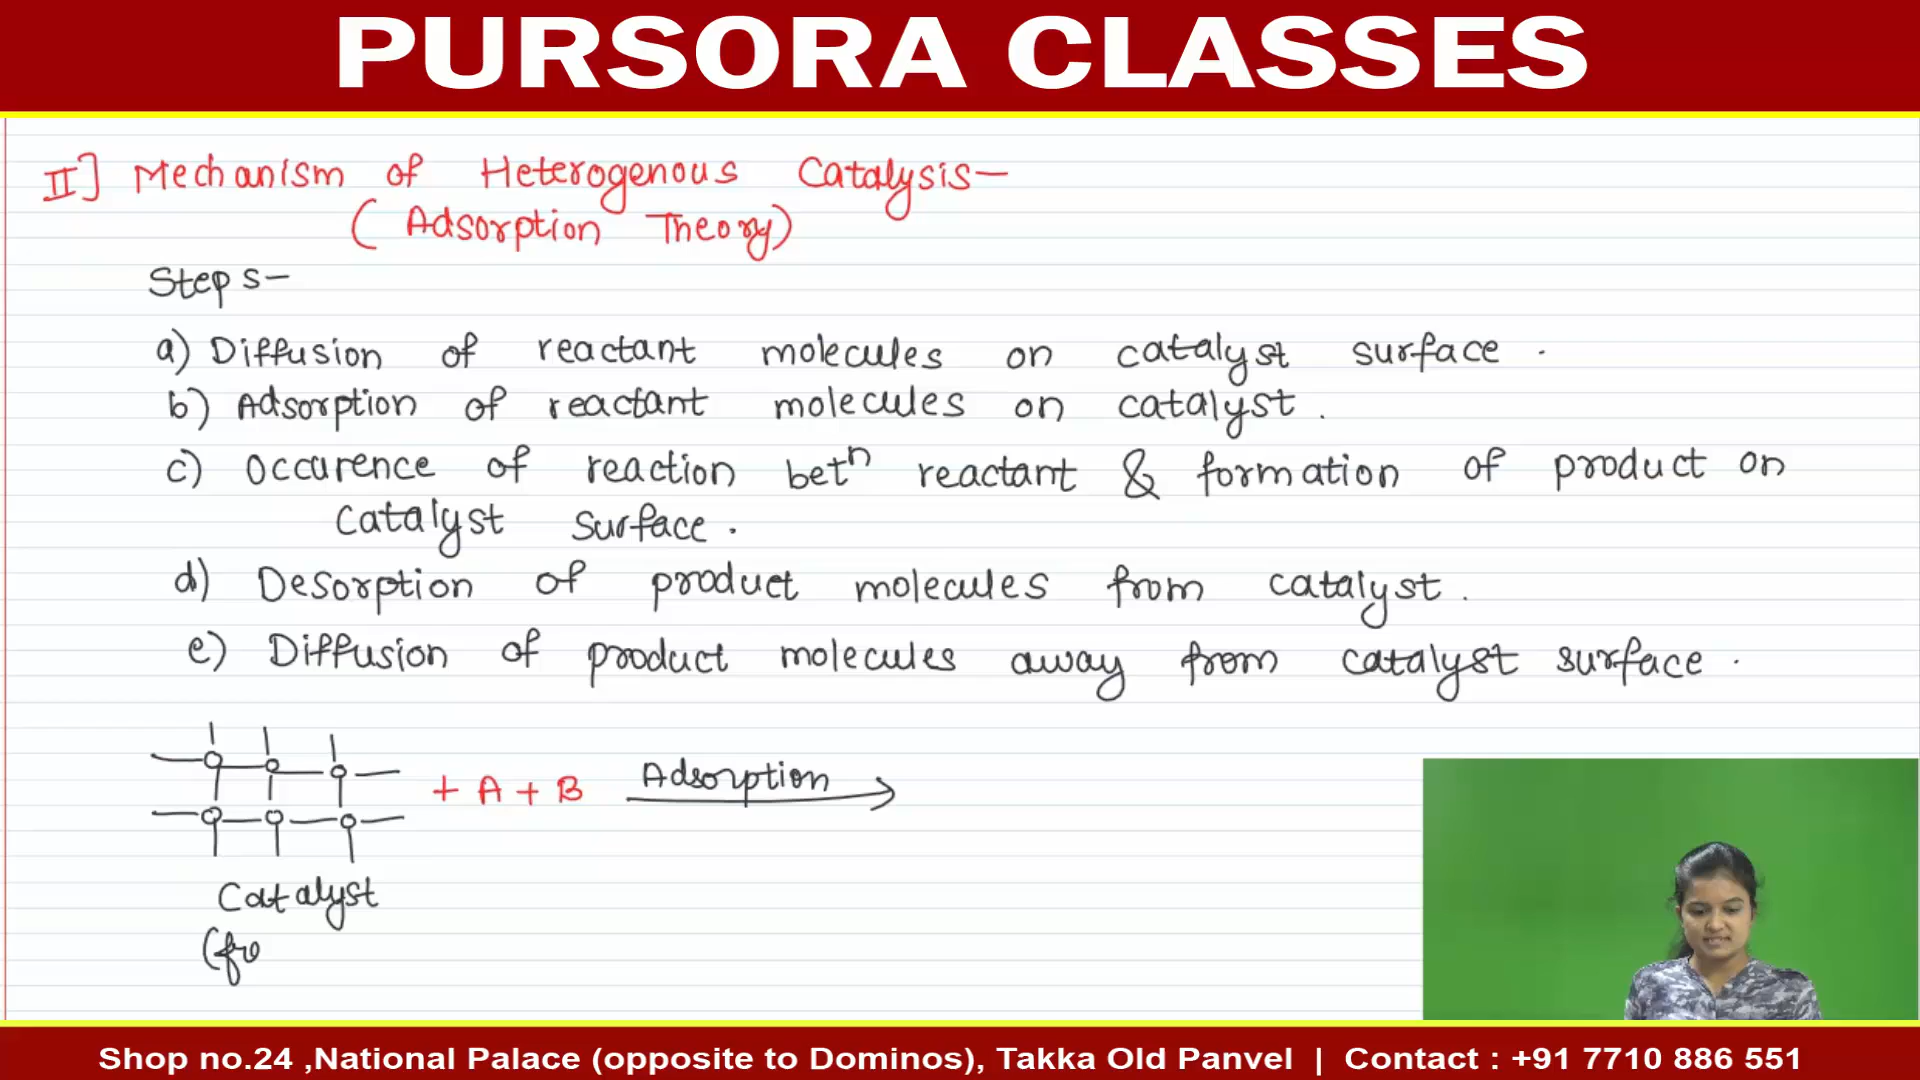 PURSORA CLASSES
II] Mechanism of Heterogenous Catalysis-
( Adsorption Theory)
Steps-
a) Diffusion of reactant molecules on catalyst surface .
b) Adsorption of reactant molecules on catalyst .
c) Occurence of reaction betn reactant & formation of product on
catalyst surface .
d) Desorption of product molecules from catalyst .
e) Diffusion of product molecules away from catalyst surface .
+ A + B Adsorption
Catalyst
(fre
Shop no.24 ,National Palace (opposite to Dominos), Takka Old Panvel | Contact : +91 7710 886 551